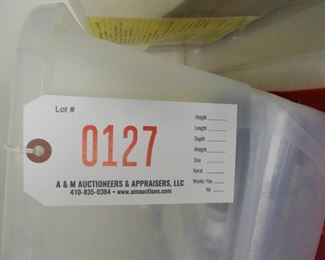 Lot #
0127
A & M AUCTIONEERS & APPRAISERS, LLC
410-835-0384 • www.amauctions.com
Height
Length
Depth
Weight
Size
Karat
Works: Yes
No